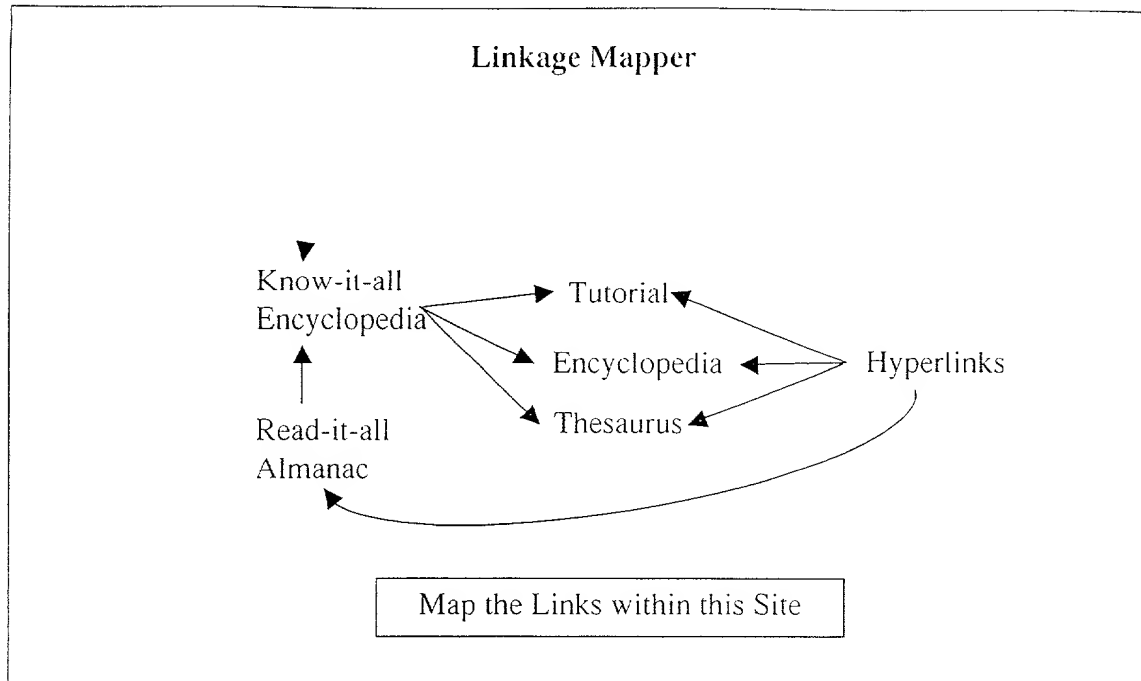 Linkage Mapper
Know-it-all
Encyclopedia
Tutorial
Encyclopedia
Hyperlinks
Thesaurus
Read-it-all
Almanac
Map the Links within this Site